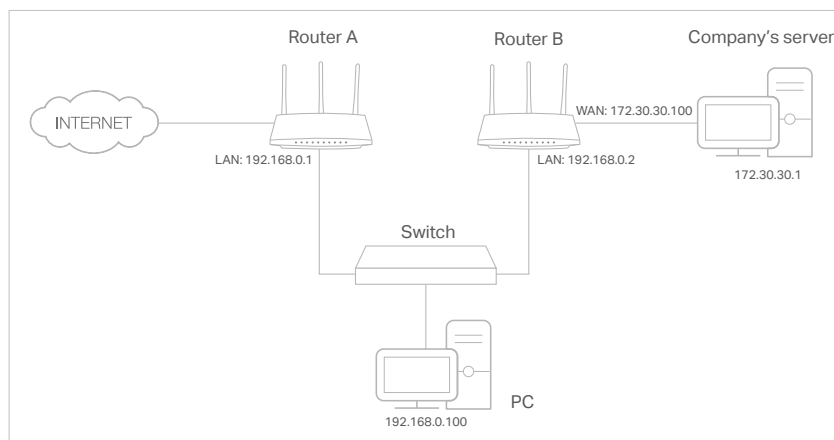 Router A
Router B
Company's server
INTERNET
WAN: 172.30.30.100
LAN: 192.168.0.1
LAN: 192.168.0.2
172.30.30.1
Switch
PC
192.168.0.100